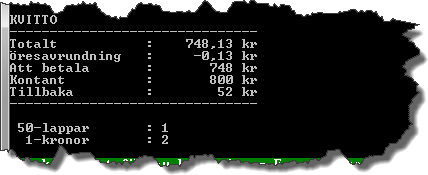 KVITTO
-------------------------------------
Totalt : 748,13 kr
öresavrundning : -0,13 kr
Att betala : 748 kr
Kontant : 800 kr
Tillbaka : 52 kr
-------------------------------------
50-lappar : 1
1-kronor : 2